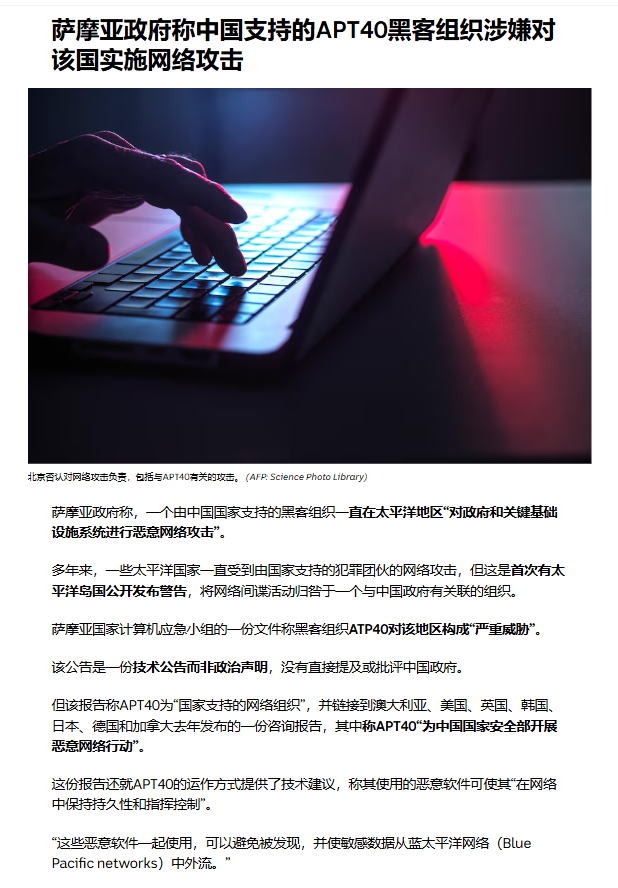 萨摩亚政府称中国支持的APT40黑客组织涉嫌对
该国实施网络攻击
北京否认对网络攻击负责，包括与APT40有关的攻击。 (AFP: Science Photo Library)
萨摩亚政府称，一个由中国国家支持的黑客组织一直在太平洋地区“对政府和关键基础
设施系统进行恶意网络攻击”。
多年来，一些太平洋国家一直受到由国家支持的犯罪团伙的网络攻击，但这是首次有太
平洋岛国公开发布警告，将网络间谍活动归咎于一个与中国政府有关联的组织。
萨摩亚国家计算机应急小组的一份文件称黑客组织ATP40对该地区构成“严重威胁”。
该公告是一份技术公告而非政治声明，没有直接提及或批评中国政府。
但该报告称APT40为“国家支持的网络组织”，并链接到澳大利亚、美国、英国、韩国、
日本、德国和加拿大去年发布的一份咨询报告，其中称APT40“为中国国家安全部开展
恶意网络行动”。
这份报告还就APT40的运作方式提供了技术建议，称其使用的恶意软件可使其“在网络
中保持持久性和指挥控制”。
“这些恶意软件一起使用，可以避免被发现，并使敏感数据从蓝太平洋网络（Blue
Pacific networks）中外流。”